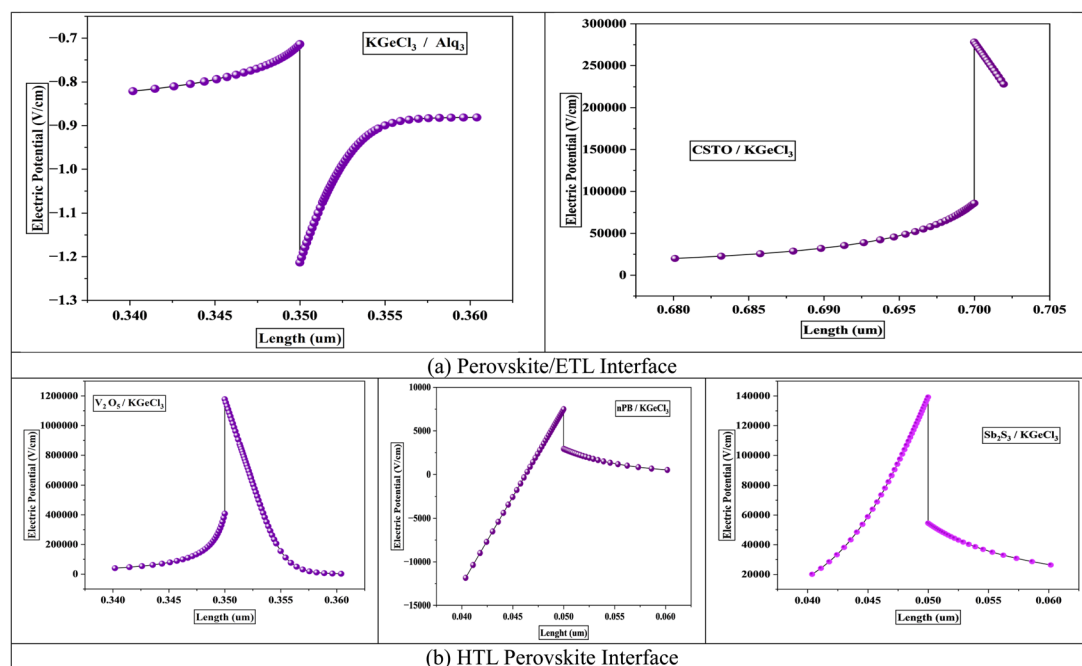 KGeCl₃ / Alq₃
Electric Potential (V/cm)
−0.7
−0.8
−0.9
−1.0
−1.1
−1.2
−1.3
0.340 0.345 0.350 0.355 0.360
Length (um)
CSTO / KGeCl₃
Electric Potential (V/cm)
300000
250000
200000
150000
100000
50000
0
0.680 0.685 0.690 0.695 0.700 0.705
Length (um)
(a) Perovskite/ETL Interface
V₂ O₅ / KGeCl₃
Electric Potential (V/cm)
1200000
1000000
800000
600000
400000
200000
0
0.340 0.345 0.350 0.355 0.360
Length (um)
nPB / KGeCl₃
Electric Potential (V/cm)
10000
5000
0
−5000
−10000
−15000
0.040 0.045 0.050 0.055 0.060
Lenght (um)
Sb₂S₃ / KGeCl₃
Electric Potential (V/cm)
140000
120000
100000
80000
60000
40000
20000
0.040 0.045 0.050 0.055 0.060
Length (um)
(b) HTL Perovskite Interface